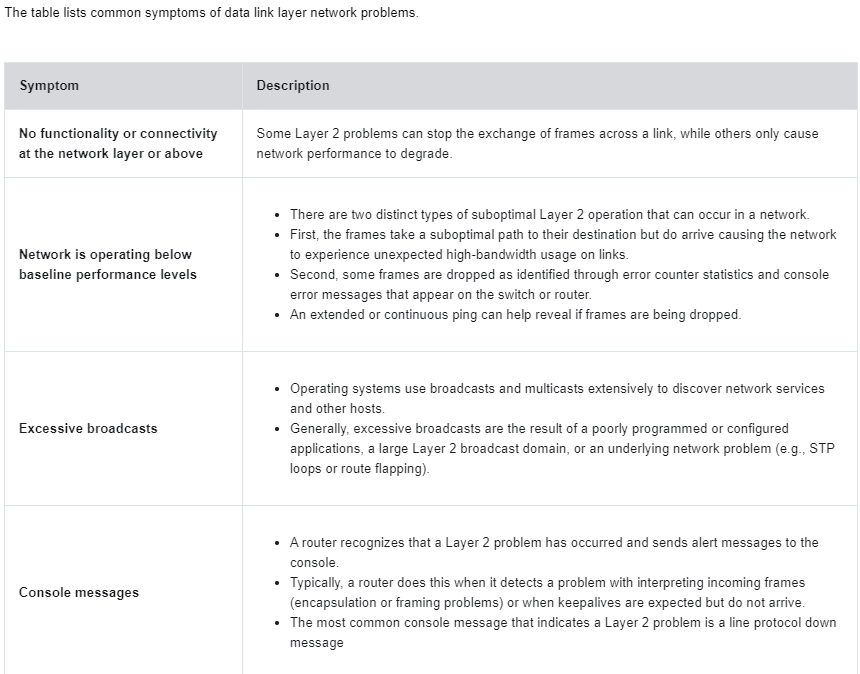 The table lists common symptoms of data link layer network problems.
Symptom
Description
No functionality or connectivity
at the network layer or above
Some Layer 2 problems can stop the exchange of frames across a link, while others only cause
network performance to degrade.
Network is operating below
baseline performance levels
• There are two distinct types of suboptimal Layer 2 operation that can occur in a network.
• First, the frames take a suboptimal path to their destination but do arrive causing the network
to experience unexpected high-bandwidth usage on links.
• Second, some frames are dropped as identified through error counter statistics and console
error messages that appear on the switch or router.
• An extended or continuous ping can help reveal if frames are being dropped.
Excessive broadcasts
• Operating systems use broadcasts and multicasts extensively to discover network services
and other hosts.
• Generally, excessive broadcasts are the result of a poorly programmed or configured
applications, a large Layer 2 broadcast domain, or an underlying network problem (e.g., STP
loops or route flapping).
Console messages
• A router recognizes that a Layer 2 problem has occurred and sends alert messages to the
console.
• Typically, a router does this when it detects a problem with interpreting incoming frames
(encapsulation or framing problems) or when keepalives are expected but do not arrive.
• The most common console message that indicates a Layer 2 problem is a line protocol down
message